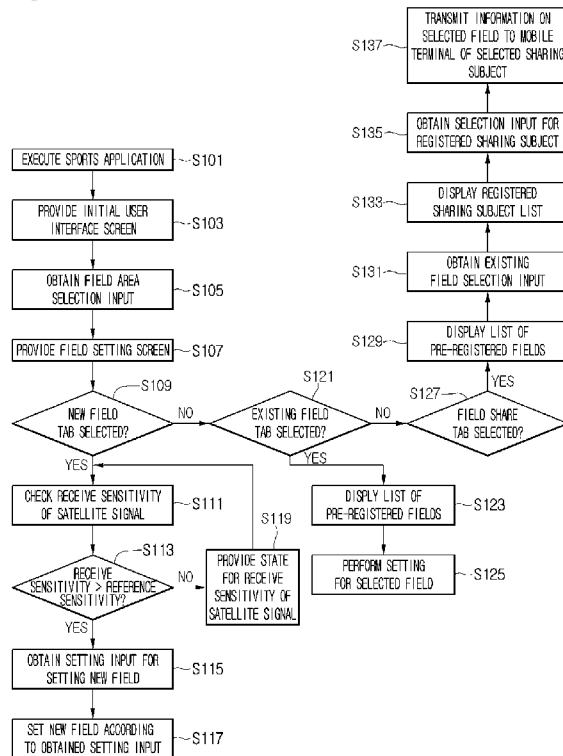 TRANSMIT INFORMATION ON
SELECTED FIELD TO MOBILE
TERMINAL OF SELECTED SHARING
SUBJECT
S137
OBTAIN SELECTION INPUT FOR
REGISTERED SHARING SUBJECT
S135
DISPLAY REGISTERED
SHARING SUBJECT LIST
S133
OBTAIN EXISTING
FIELD SELECTION INPUT
S131
DISPLAY LIST OF
PRE-REGISTERED FIELDS
S129
EXECUTE SPORTS APPLICATION
S101
PROVIDE INITIAL USER
INTERFACE SCREEN
S103
OBTAIN FIELD AREA
SELECTION INPUT
S105
PROVIDE FIELD SETTING SCREEN
S107
S109
NEW FIELD
TAB SELECTED?
NO
YES
S121
EXISTING FIELD
TAB SELECTED?
NO
YES
S127
FIELD SHARE
TAB SELECTED?
YES
CHECK RECEIVE SENSITIVITY
OF SATELLITE SIGNAL
S111
S113
RECEIVE
SENSITIVITY > REFERENCE
SENSITIVITY?
NO
YES
S119
PROVIDE STATE
FOR RECEIVE
SENSITIVITY OF
SATELLITE SIGNAL
DISPLY LIST OF
PRE-REGISTERED FIELDS
S123
PERFORM SETTING
FOR SELECTED FIELD
S125
OBTAIN SETTING INPUT FOR
SETTING NEW FIELD
S115
SET NEW FIELD ACCORDING
TO OBTAINED SETTING INPUT
S117